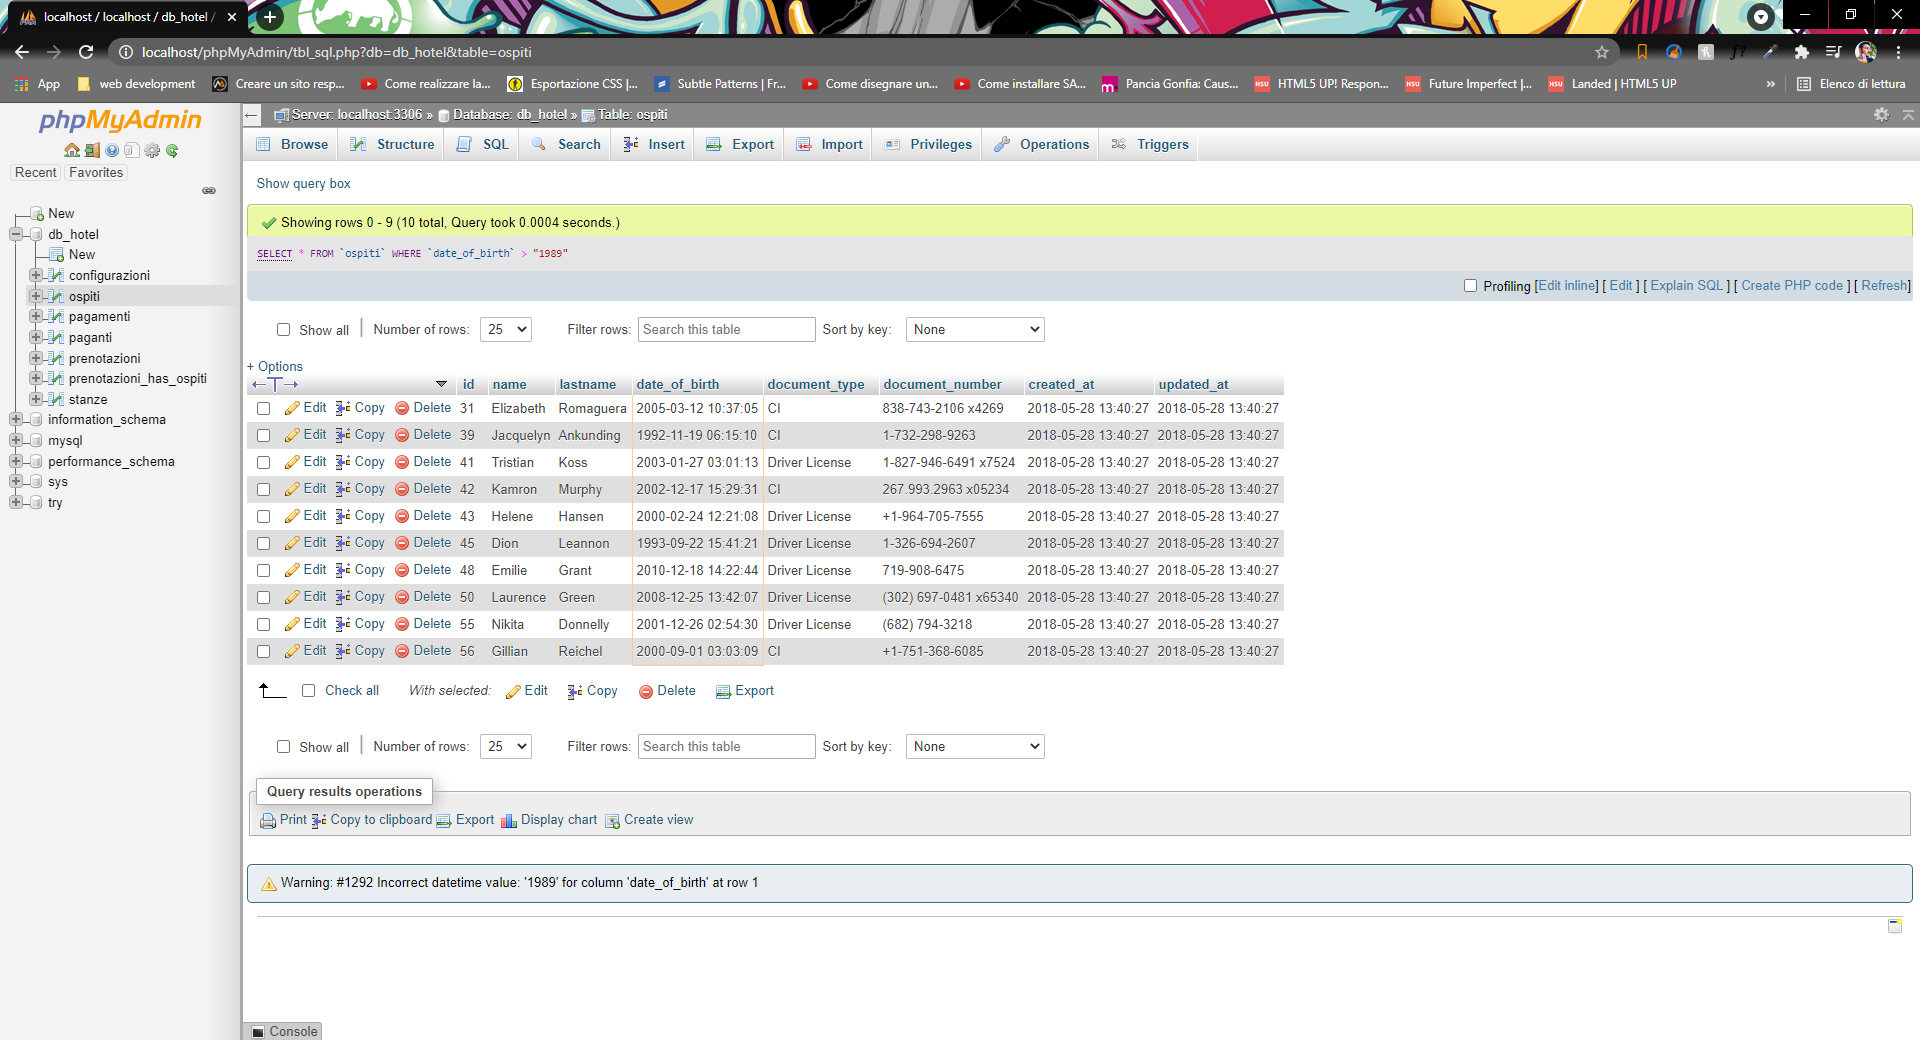 localhost / localhost / db_hotel /
localhost/phpMyAdmin/tbl_sql.php?db=db_hotel&table=ospiti
App web development Creare un sito resp... Come realizzare la... Esportazione CSS |... Subtle Patterns | Fr... Come disegnare un... Come installare SA... Pancia Gonfia: Caus... HTML5 UP! Respon... Future Imperfect |... Landed | HTML5 UP » Elenco di lettura
phpMyAdmin
Recent Favorites
New
db_hotel
New
configurazioni
ospiti
pagamenti
paganti
prenotazioni
prenotazioni_has_ospiti
stanze
information_schema
mysql
performance_schema
sys
try
Server: localhost:3306 » Database: db_hotel » Table: ospiti
Browse Structure SQL Search Insert Export Import Privileges Operations Triggers
Show query box
Showing rows 0 - 9 (10 total, Query took 0.0004 seconds.)
SELECT * FROM `ospiti` WHERE `date_of_birth` > "1989"
Profiling [Edit inline] [ Edit ] [ Explain SQL ] [ Create PHP code ] [ Refresh]
Show all | Number of rows: 25 Filter rows: Search this table Sort by key: None
+ Options
←T→ id name lastname date_of_birth document_type document_number created_at updated_at
Edit Copy Delete 31 Elizabeth Romaguera 2005-03-12 10:37:05 CI 838-743-2106 x4269 2018-05-28 13:40:27 2018-05-28 13:40:27
Edit Copy Delete 39 Jacquelyn Ankunding 1992-11-19 06:15:10 CI 1-732-298-9263 2018-05-28 13:40:27 2018-05-28 13:40:27
Edit Copy Delete 41 Tristian Koss 2003-01-27 03:01:13 Driver License 1-827-946-6491 x7524 2018-05-28 13:40:27 2018-05-28 13:40:27
Edit Copy Delete 42 Kamron Murphy 2002-12-17 15:29:31 CI 267.993.2963 x05234 2018-05-28 13:40:27 2018-05-28 13:40:27
Edit Copy Delete 43 Helene Hansen 2000-02-24 12:21:08 Driver License +1-964-705-7555 2018-05-28 13:40:27 2018-05-28 13:40:27
Edit Copy Delete 45 Dion Leannon 1993-09-22 15:41:21 Driver License 1-326-694-2607 2018-05-28 13:40:27 2018-05-28 13:40:27
Edit Copy Delete 48 Emilie Grant 2010-12-18 14:22:44 Driver License 719-908-6475 2018-05-28 13:40:27 2018-05-28 13:40:27
Edit Copy Delete 50 Laurence Green 2008-12-25 13:42:07 Driver License (302) 697-0481 x65340 2018-05-28 13:40:27 2018-05-28 13:40:27
Edit Copy Delete 55 Nikita Donnelly 2001-12-26 02:54:30 Driver License (682) 794-3218 2018-05-28 13:40:27 2018-05-28 13:40:27
Edit Copy Delete 56 Gillian Reichel 2000-09-01 03:03:09 CI +1-751-368-6085 2018-05-28 13:40:27 2018-05-28 13:40:27
Check all With selected: Edit Copy Delete Export
Show all | Number of rows: 25 Filter rows: Search this table Sort by key: None
Query results operations
Print Copy to clipboard Export Display chart Create view
Warning: #1292 Incorrect datetime value: '1989' for column 'date_of_birth' at row 1
Console